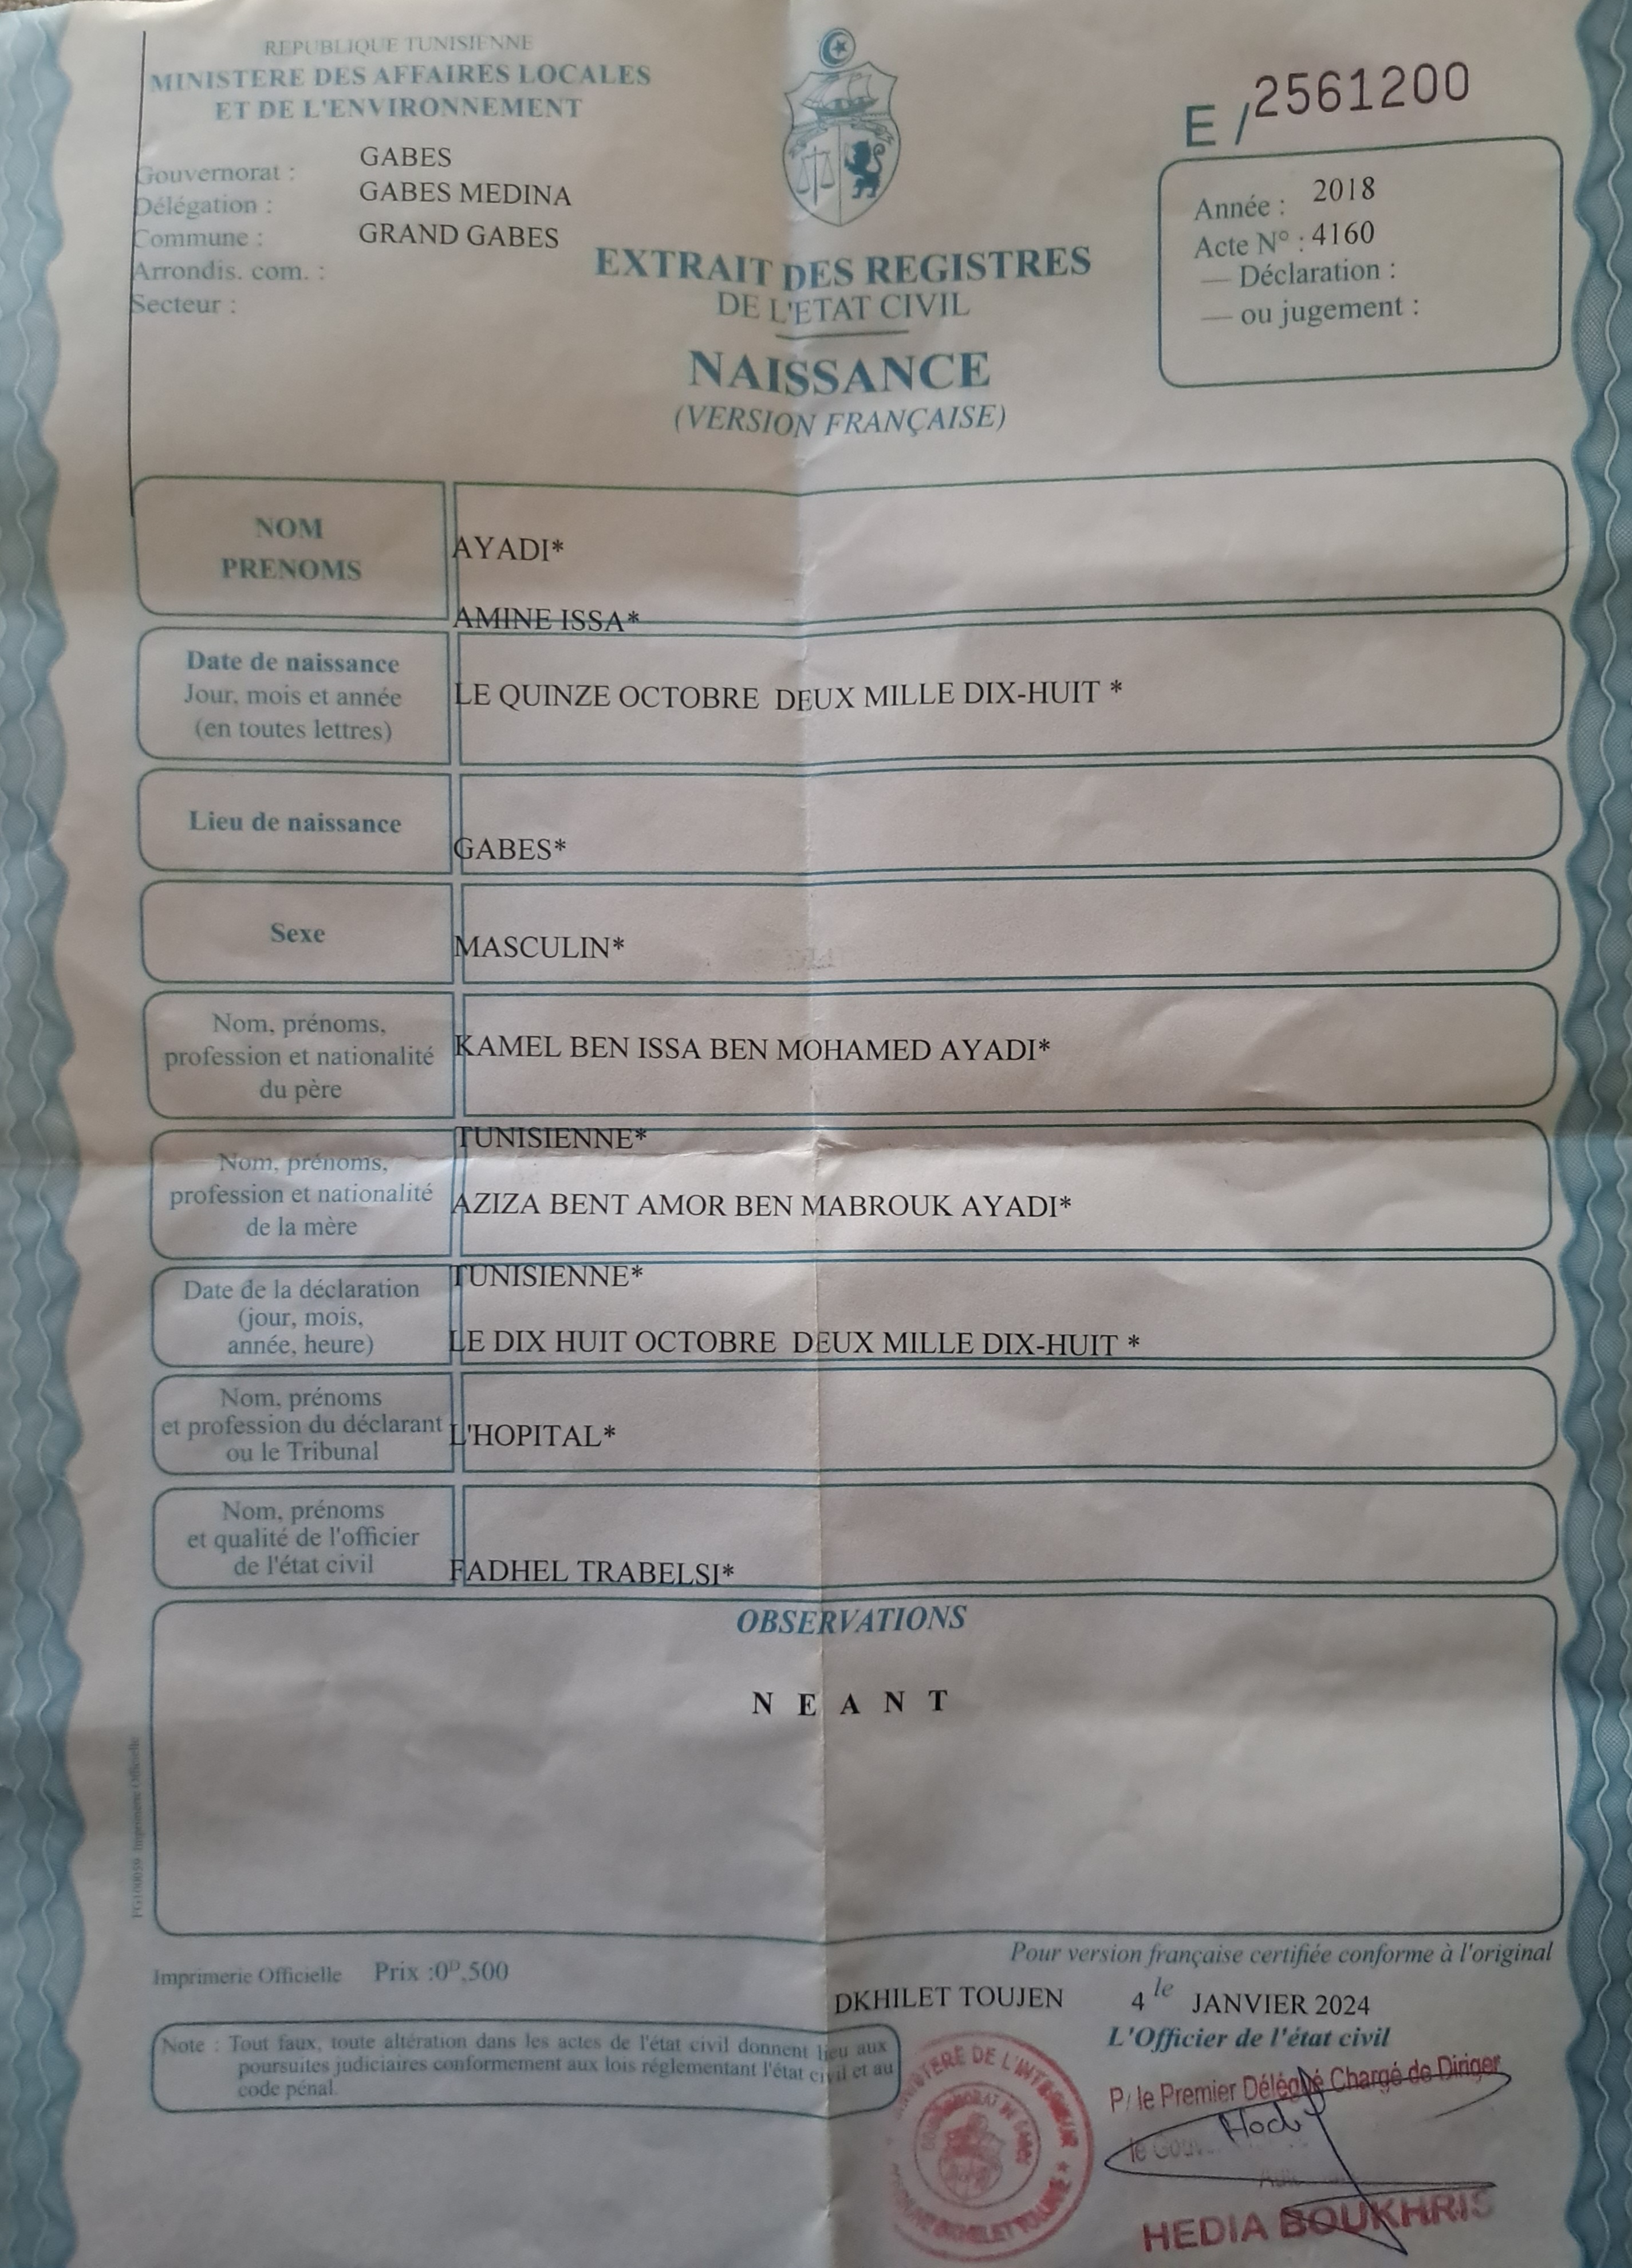 REPUBLIQUE TUNISIENNE
MINISTERE DES AFFAIRES LOCALES
ET DE L'ENVIRONNEMENT
Gouvernorat : GABES
Délégation : GABES MEDINA
Commune : GRAND GABES
Arrondis. com. :
Secteur :
E / 2561200
Année : 2018
Acte N° : 4160
— Déclaration :
— ou jugement :
EXTRAIT DES REGISTRES
DE L'ETAT CIVIL
NAISSANCE
(VERSION FRANÇAISE)
NOM
PRENOMS
AYADI*
AMINE ISSA*
Date de naissance
Jour, mois et année
(en toutes lettres)
LE QUINZE OCTOBRE DEUX MILLE DIX-HUIT *
Lieu de naissance
GABES*
Sexe
MASCULIN*
Nom, prénoms,
profession et nationalité
du père
KAMEL BEN ISSA BEN MOHAMED AYADI*
TUNISIENNE*
Nom, prénoms,
profession et nationalité
de la mère
AZIZA BENT AMOR BEN MABROUK AYADI*
TUNISIENNE*
Date de la déclaration
(jour, mois,
année, heure)
LE DIX HUIT OCTOBRE DEUX MILLE DIX-HUIT *
Nom, prénoms
et profession du déclarant
ou le Tribunal
L'HOPITAL*
Nom, prénoms
et qualité de l'officier
de l'état civil
FADHEL TRABELSI*
OBSERVATIONS
N E A N T
Imprimerie Officielle
Imprimerie Officielle Prix :0ᴰ,500
Pour version française certifiée conforme à l'original
DKHILET TOUJEN 4 le JANVIER 2024
L'Officier de l'état civil
Note : Tout faux, toute altération dans les actes de l'état civil donnent lieu aux
poursuites judiciaires conformement aux lois réglementant l'état civil et au
code pénal.
MINISTERE DE L'INTERIEUR
P/ le Premier Délégué Chargé de Diriger
HEDIA BOUKHRIS